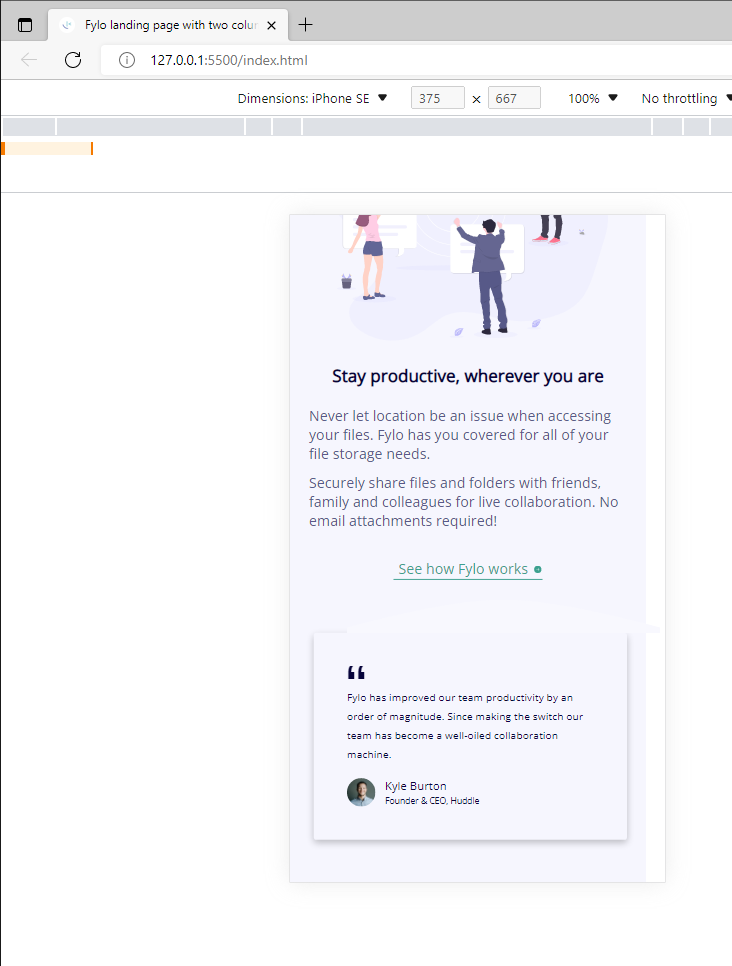 Fylo landing page with two colu
127.0.0.1:5500/index.html
Dimensions: iPhone SE 375 × 667 100% No throttling
Stay productive, wherever you are
Never let location be an issue when accessing
your files. Fylo has you covered for all of your
file storage needs.
Securely share files and folders with friends,
family and colleagues for live collaboration. No
email attachments required!
See how Fylo works
“
Fylo has improved our team productivity by an
order of magnitude. Since making the switch our
team has become a well-oiled collaboration
machine.
Kyle Burton
Founder & CEO, Huddle